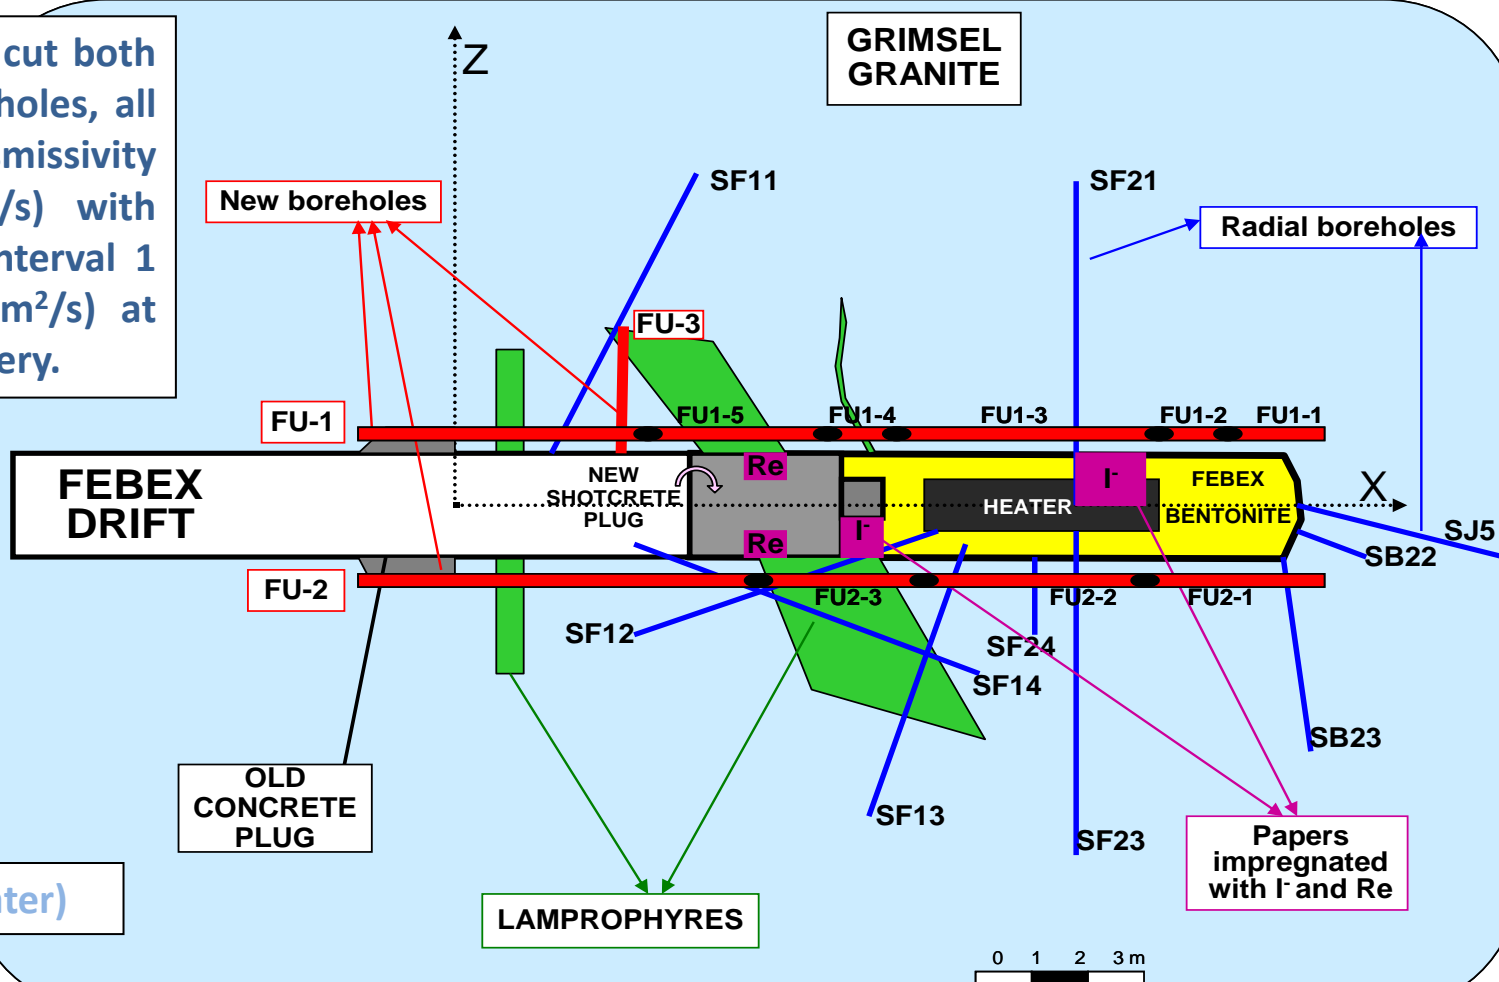 cut both
holes, all
smissivity
/s) with
nterval 1
m²/s) at
ery.
GRIMSEL
GRANITE
Z
New boreholes
SF11
SF21
Radial boreholes
FU-3
FU-1
FU1-5
FU1-4
FU1-3
FU1-2
FU1-1
FEBEX
DRIFT
NEW
SHOTCRETE
PLUG
Re
Re
I-
HEATER
I-
FEBEX
BENTONITE
X
SJ5
SB22
FU-2
FU2-3
FU2-2
FU2-1
SF12
SF24
SF14
SB23
OLD
CONCRETE
PLUG
SF13
SF23
Papers
impregnated
with I- and Re
ter)
LAMPROPHYRES
0 1 2 3 m